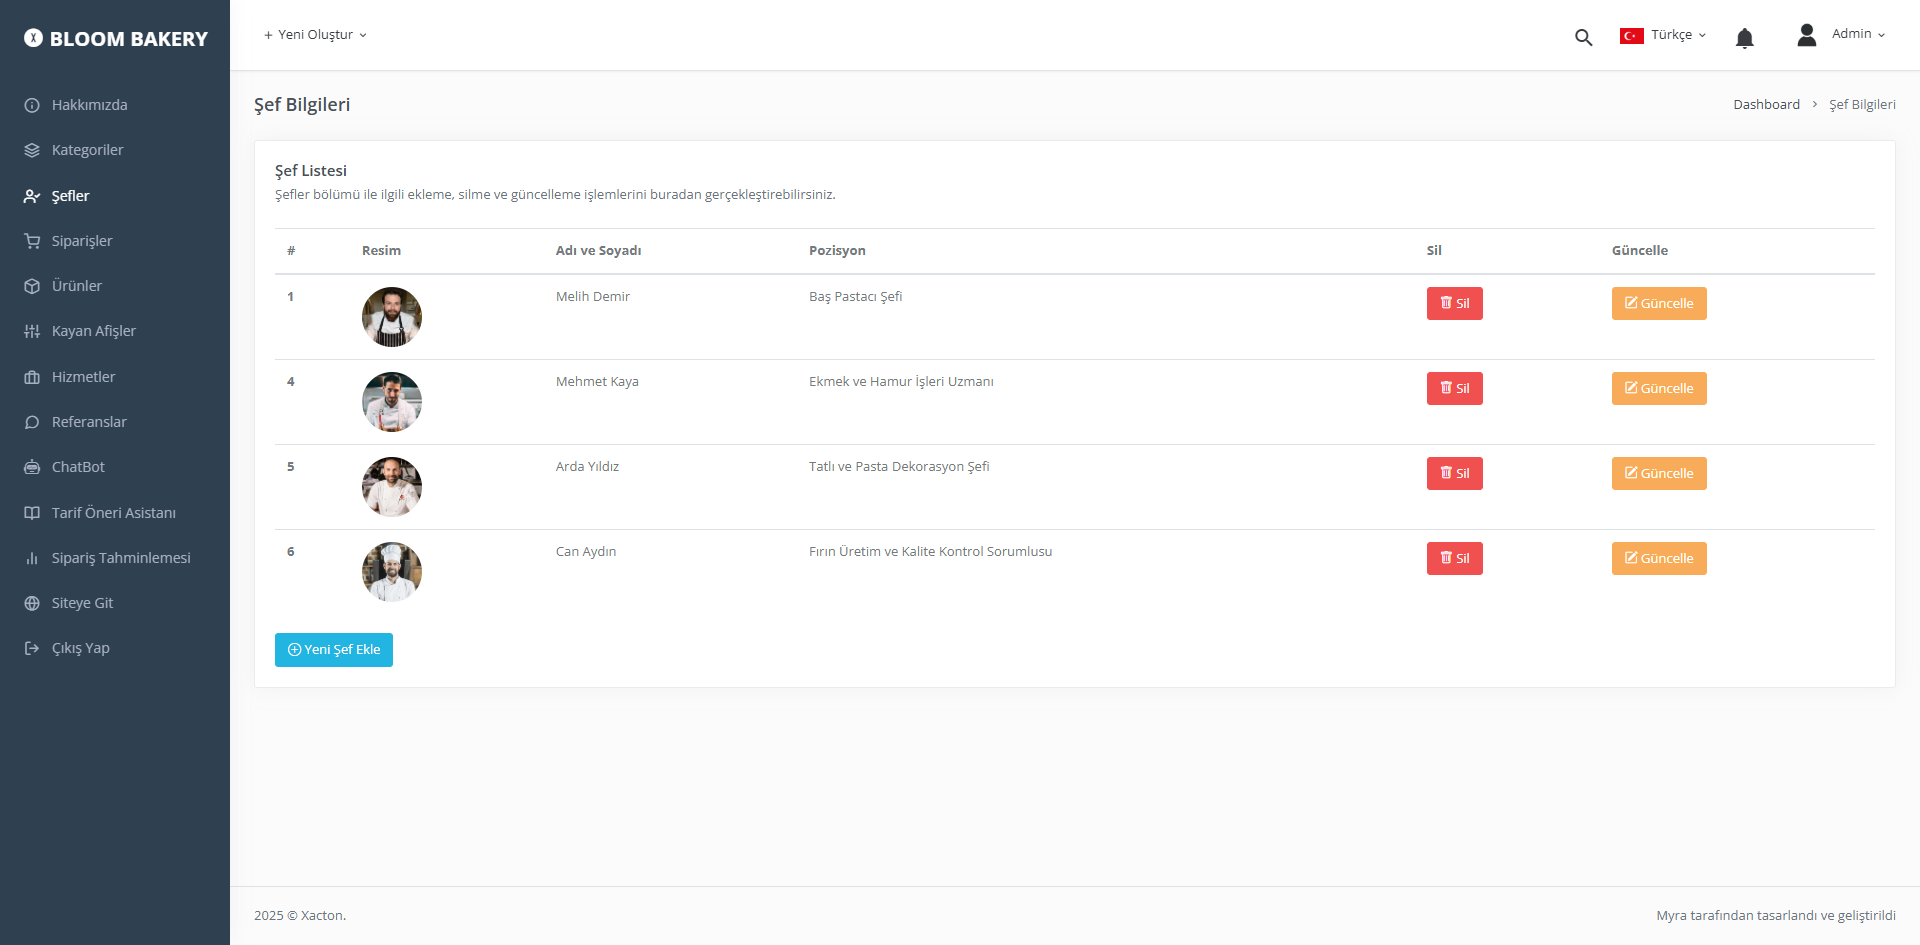 BLOOM BAKERY
Hakkımızda
Kategoriler
Şefler
Siparişler
Ürünler
Kayan Afişler
Hizmetler
Referanslar
ChatBot
Tarif Öneri Asistanı
Sipariş Tahminlemesi
Siteye Git
Çıkış Yap
+ Yeni Oluştur
Türkçe
Admin
Şef Bilgileri
Dashboard > Şef Bilgileri
Şef Listesi
Şefler bölümü ile ilgili ekleme, silme ve güncelleme işlemlerini buradan gerçekleştirebilirsiniz.
# Resim Adı ve Soyadı Pozisyon Sil Güncelle
1 Melih Demir Baş Pastacı Şefi Sil Güncelle
4 Mehmet Kaya Ekmek ve Hamur İşleri Uzmanı Sil Güncelle
5 Arda Yıldız Tatlı ve Pasta Dekorasyon Şefi Sil Güncelle
6 Can Aydın Fırın Üretim ve Kalite Kontrol Sorumlusu Sil Güncelle
Yeni Şef Ekle
2025 © Xacton.
Myra tarafından tasarlandı ve geliştirildi